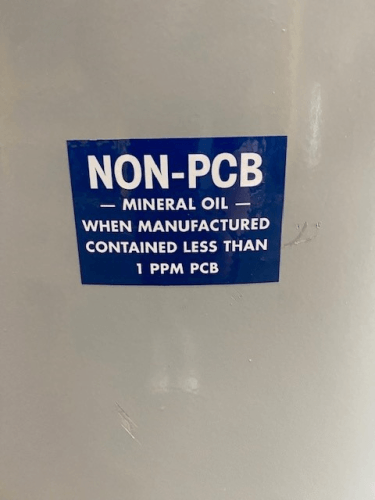 NON-PCB
— MINERAL OIL —
WHEN MANUFACTURED
CONTAINED LESS THAN
1 PPM PCB